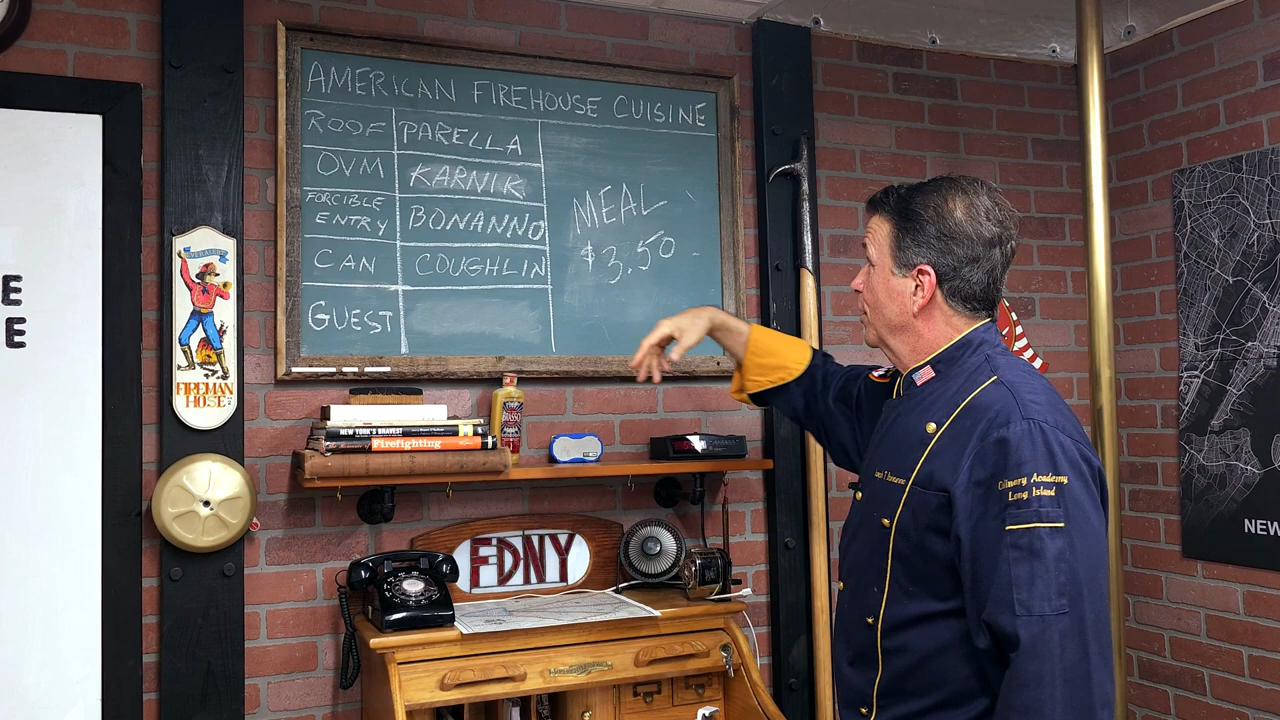 AMERICAN FIREHOUSE CUISINE
ROOF PARELLA
OVM KARNIK
FORCIBLE
ENTRY BONANNO
CAN COUGHLIN
GUEST
MEAL
$3.50
E
E
FIREMAN
HOSE
NEW YORK'S BRAVEST
Firefighting
BRASSO
FDNY
Culinary Academy
Long Island
NEW